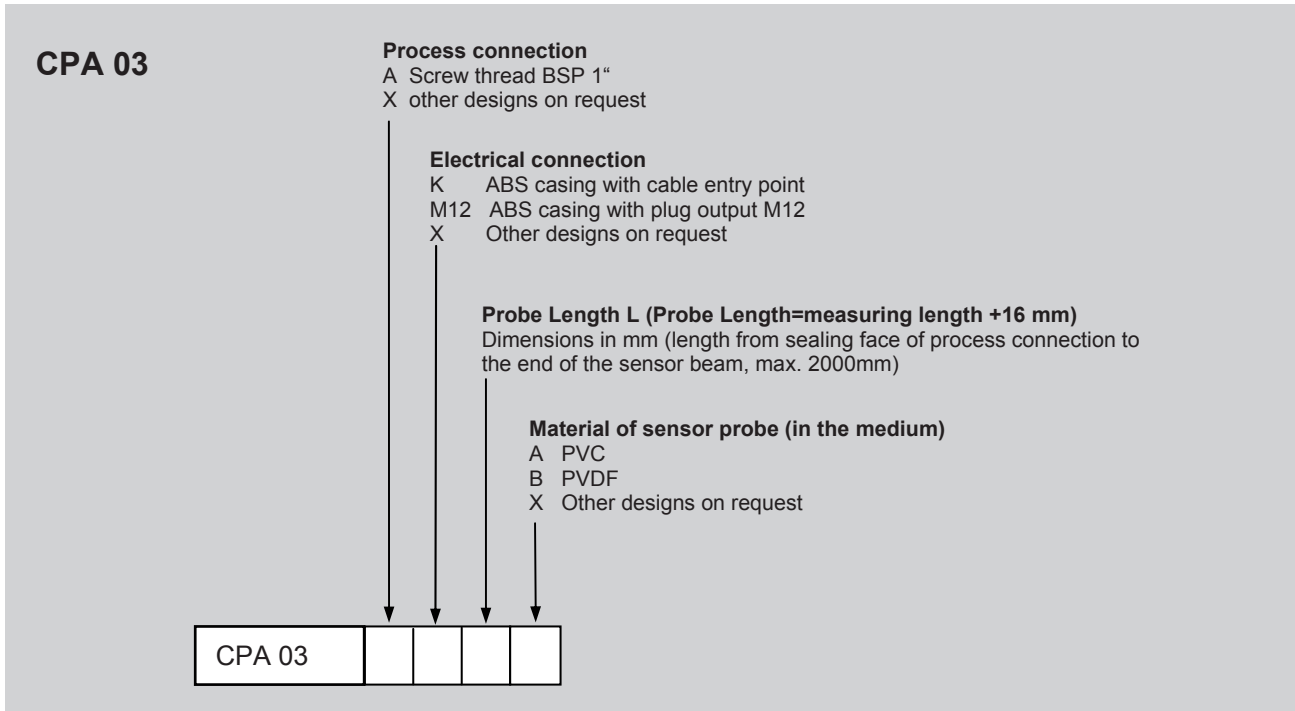 CPA 03
Process connection
A Screw thread BSP 1“
X other designs on request
Electrical connection
K ABS casing with cable entry point
M12 ABS casing with plug output M12
X Other designs on request
Probe Length L (Probe Length=measuring length +16 mm)
Dimensions in mm (length from sealing face of process connection to
the end of the sensor beam, max. 2000mm)
Material of sensor probe (in the medium)
A PVC
B PVDF
X Other designs on request
CPA 03